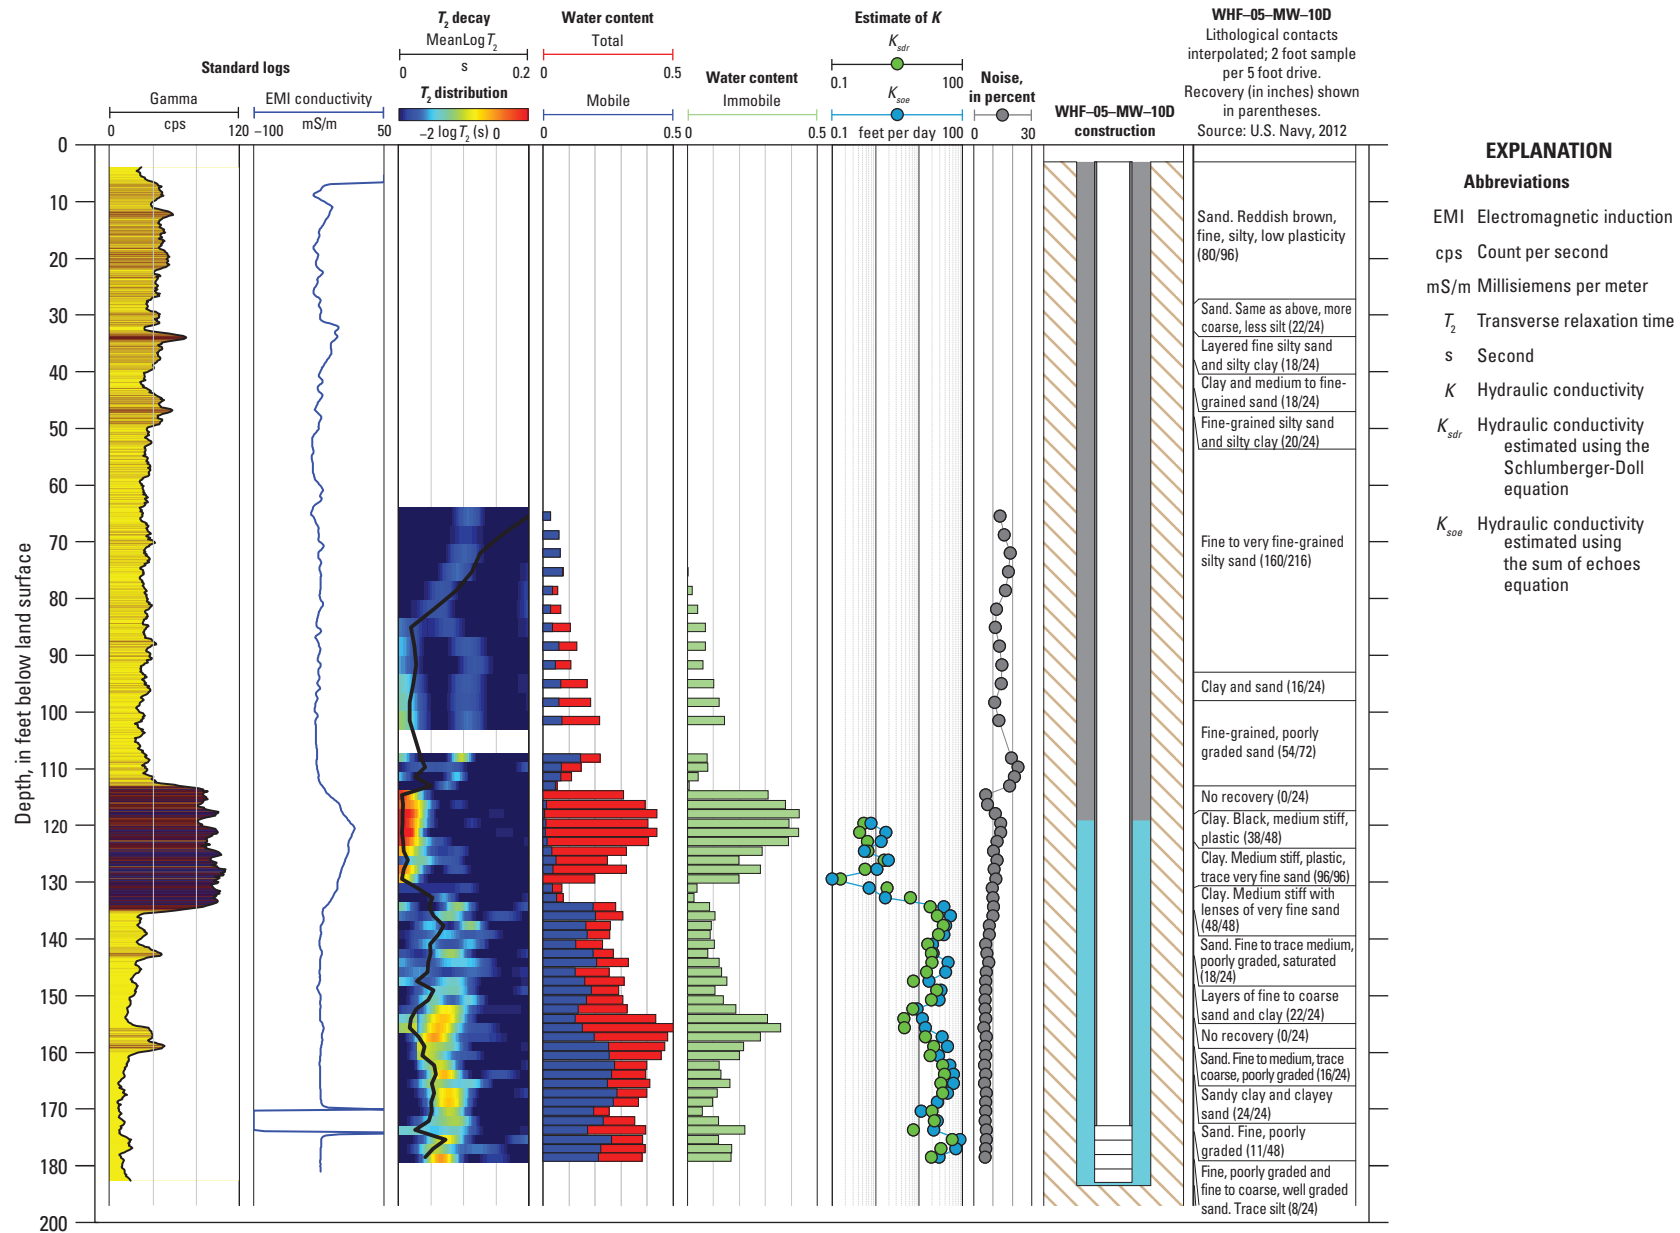 Standard logs
Gamma
0 cps 120
EMI conductivity
−100 mS/m 50
T2 decay
MeanLogT2
0 s 0.2
T2 distribution
−2 logT2 (s) 0
Water content
Total
0 0.5
Mobile
0 0.5
Water content
Immobile
0 0.5
Estimate of K
Ksdr
0.1 100
Ksoe
0.1 feet per day 100
Noise,
in percent
0 30
WHF–05–MW–10D
construction
WHF–05–MW–10D
Lithological contacts
interpolated; 2 foot sample
per 5 foot drive.
Recovery (in inches) shown
in parentheses.
Source: U.S. Navy, 2012
Depth, in feet below land surface
0
10
20
30
40
50
60
70
80
90
100
110
120
130
140
150
160
170
180
200
Sand. Reddish brown,
fine, silty, low plasticity
(80/96)
Sand. Same as above, more
coarse, less silt (22/24)
Layered fine silty sand
and silty clay (18/24)
Clay and medium to fine-
grained sand (18/24)
Fine-grained silty sand
and silty clay (20/24)
Fine to very fine-grained
silty sand (160/216)
Clay and sand (16/24)
Fine-grained, poorly
graded sand (54/72)
No recovery (0/24)
Clay. Black, medium stiff,
plastic (38/48)
Clay. Medium stiff, plastic,
trace very fine sand (96/96)
Clay. Medium stiff with
lenses of very fine sand
(48/48)
Sand. Fine to trace medium,
poorly graded, saturated
(18/24)
Layers of fine to coarse
sand and clay (22/24)
No recovery (0/24)
Sand. Fine to medium, trace
coarse, poorly graded (16/24)
Sandy clay and clayey
sand (24/24)
Sand. Fine, poorly
graded (11/48)
Fine, poorly graded and
fine to coarse, well graded
sand. Trace silt (8/24)
EXPLANATION
Abbreviations
EMI Electromagnetic induction
cps Count per second
mS/m Millisiemens per meter
T2 Transverse relaxation time
s Second
K Hydraulic conductivity
Ksdr Hydraulic conductivity
estimated using the
Schlumberger-Doll
equation
Ksoe Hydraulic conductivity
estimated using
the sum of echoes
equation